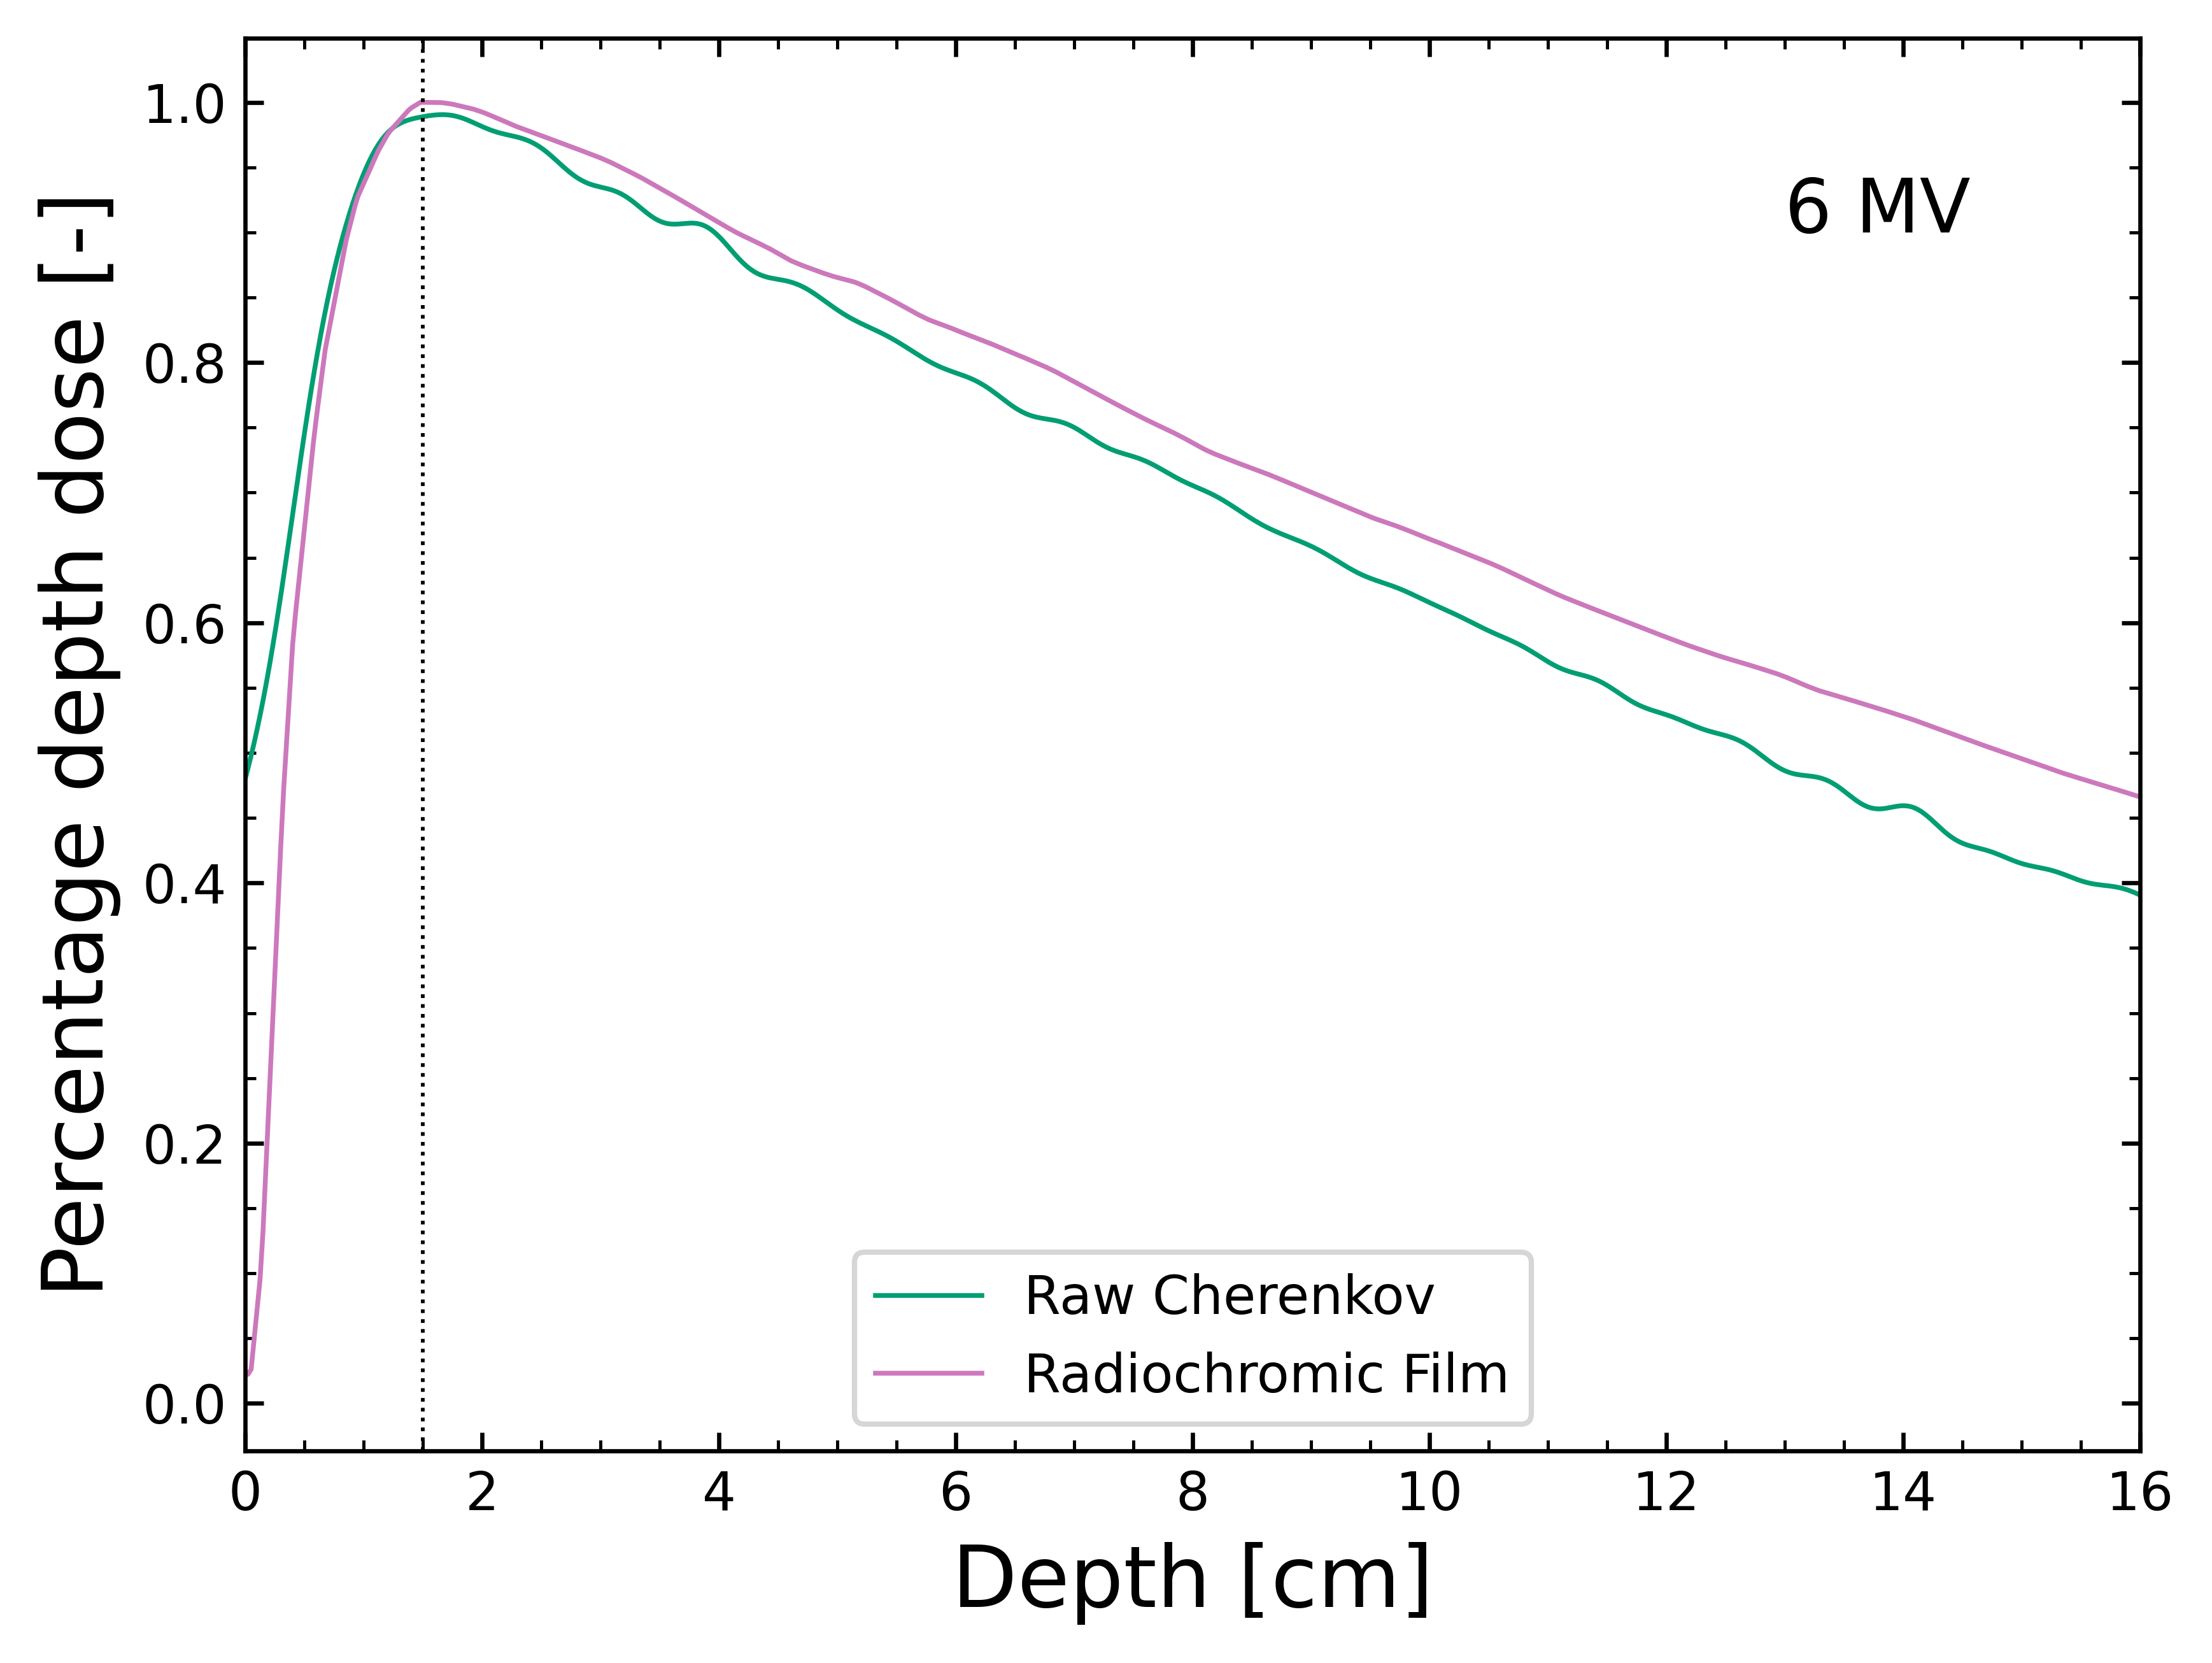 Percentage depth dose [-]
1.0
0.8
0.6
0.4
0.2
0.0
6 MV
Raw Cherenkov
Radiochromic Film
0 2 4 6 8 10 12 14 16
Depth [cm]